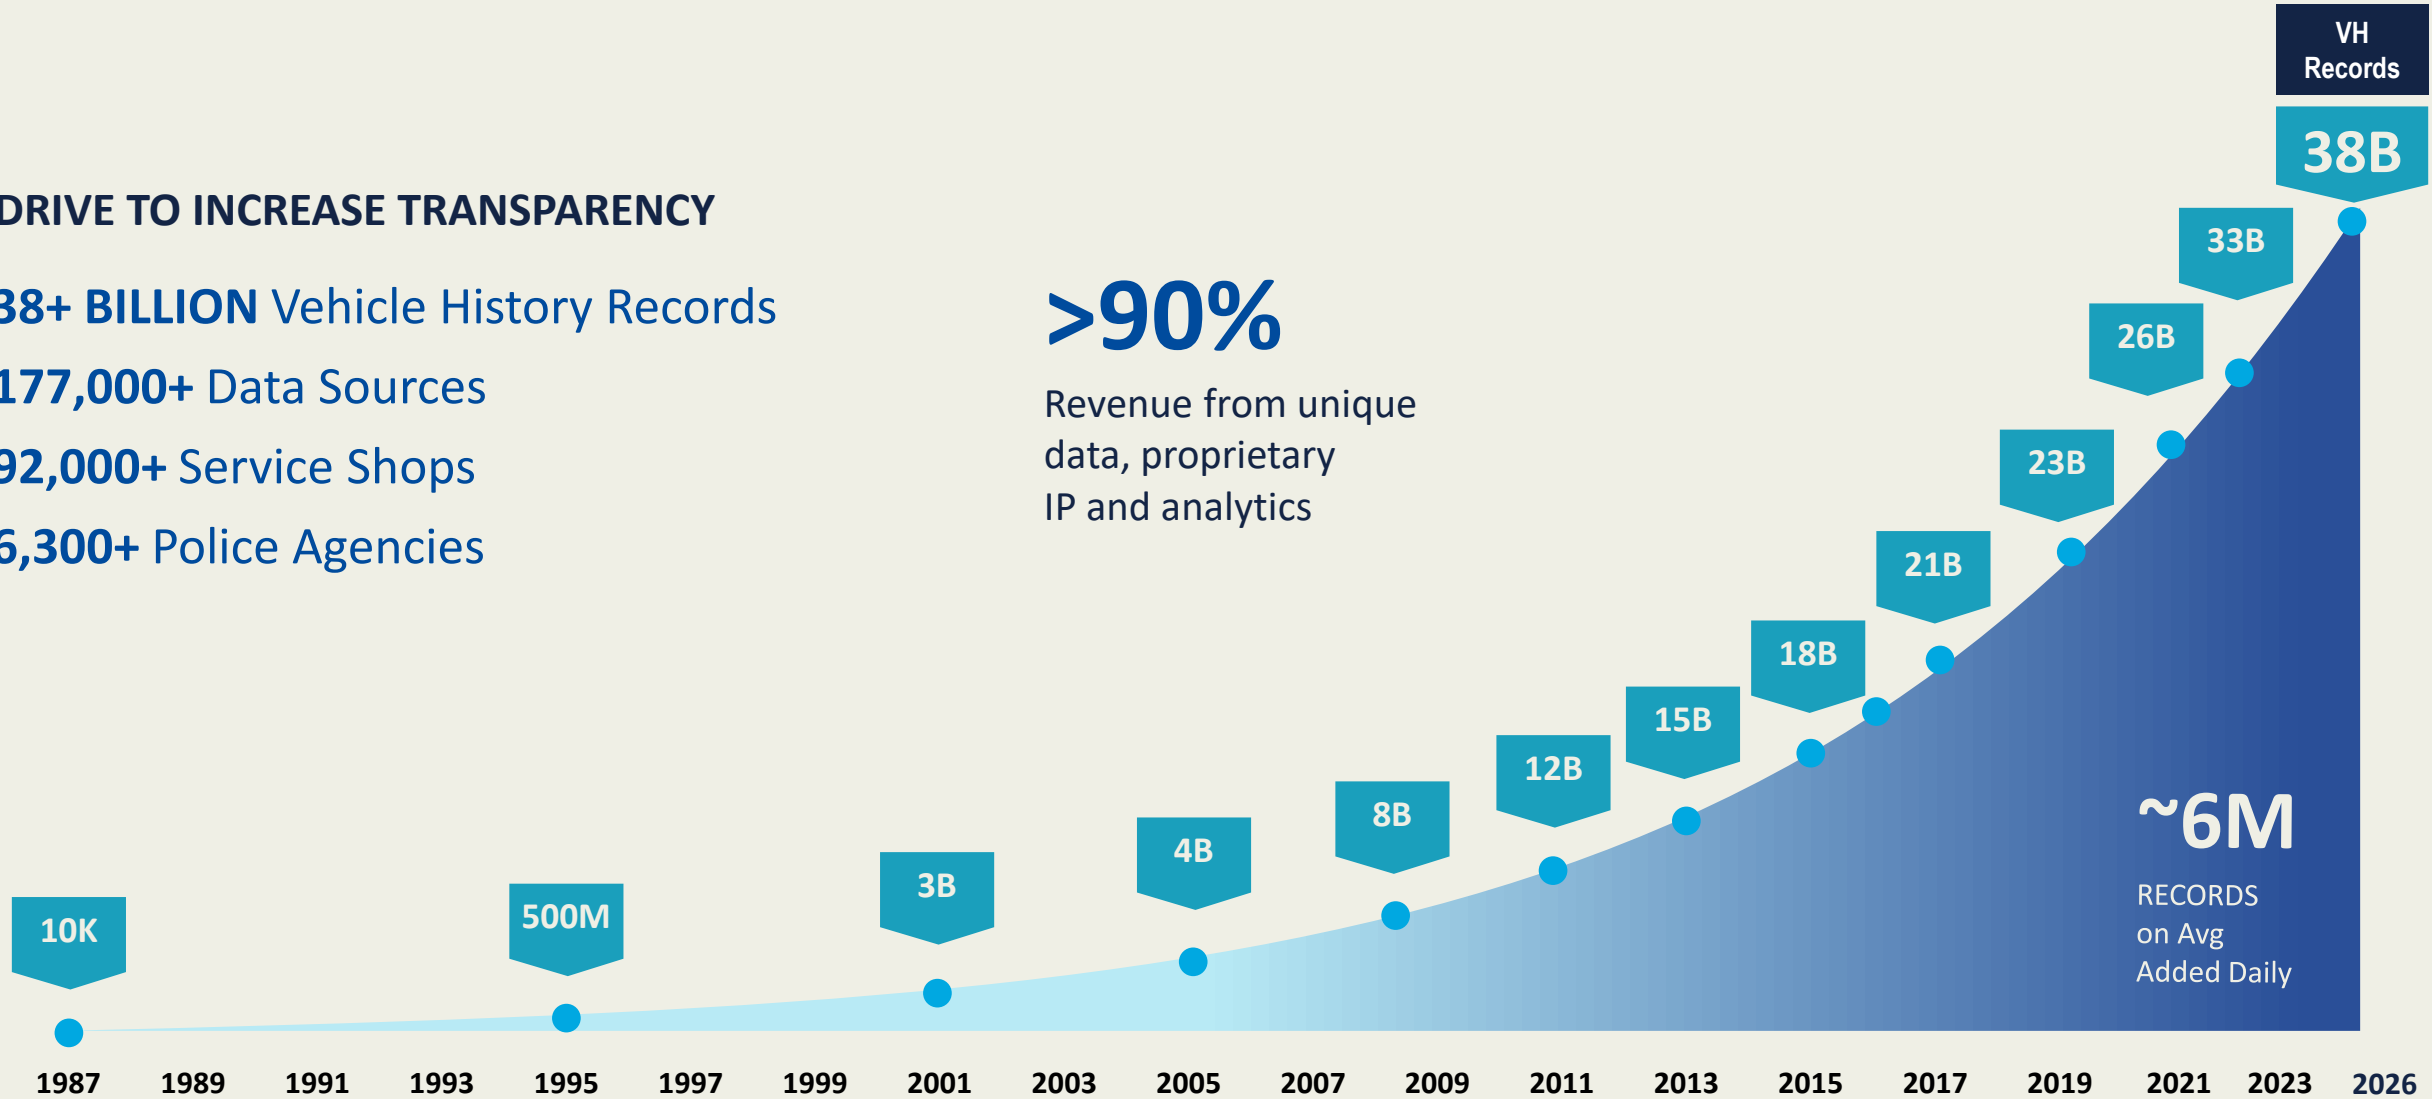 VH
Records
38B
DRIVE TO INCREASE TRANSPARENCY
38+ BILLION Vehicle History Records
177,000+ Data Sources
92,000+ Service Shops
6,300+ Police Agencies
>90%
Revenue from unique
data, proprietary
IP and analytics
10K
500M
3B
4B
8B
12B
15B
18B
21B
23B
26B
33B
~6M
RECORDS
on Avg
Added Daily
1987 1989 1991 1993 1995 1997 1999 2001 2003 2005 2007 2009 2011 2013 2015 2017 2019 2021 2023 2026